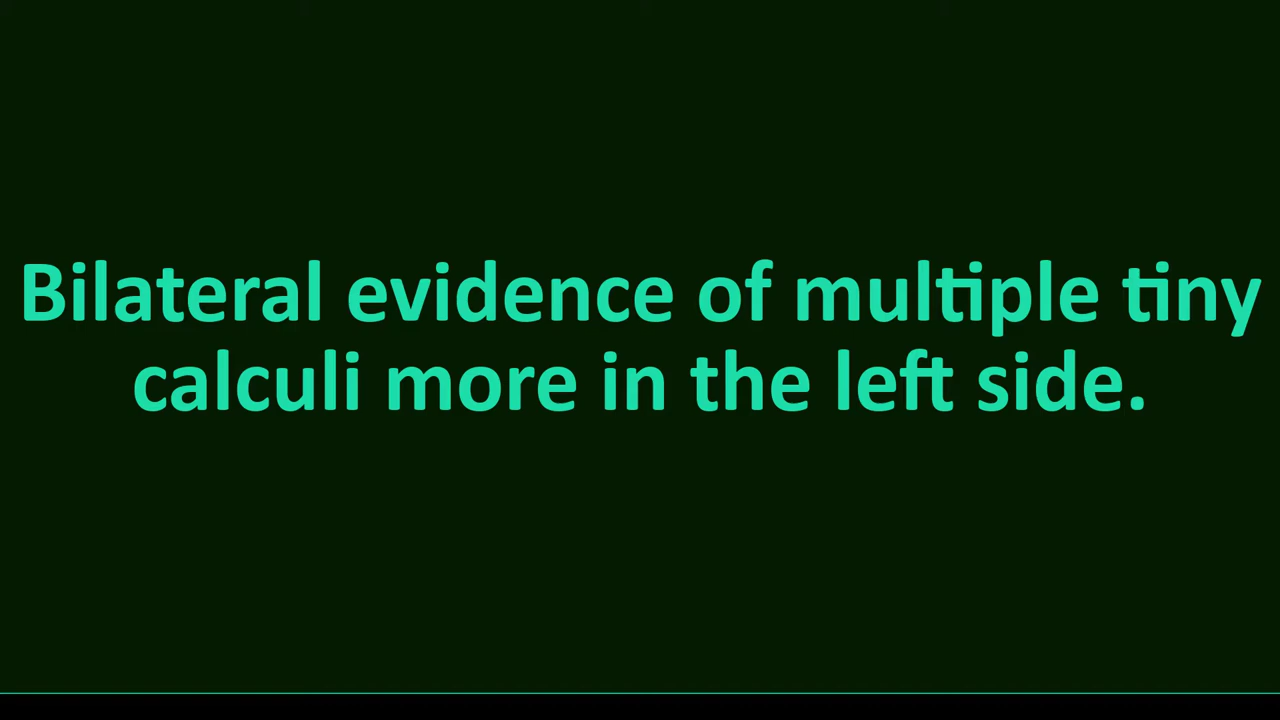 Bilateral evidence of multiple tiny
calculi more in the left side.